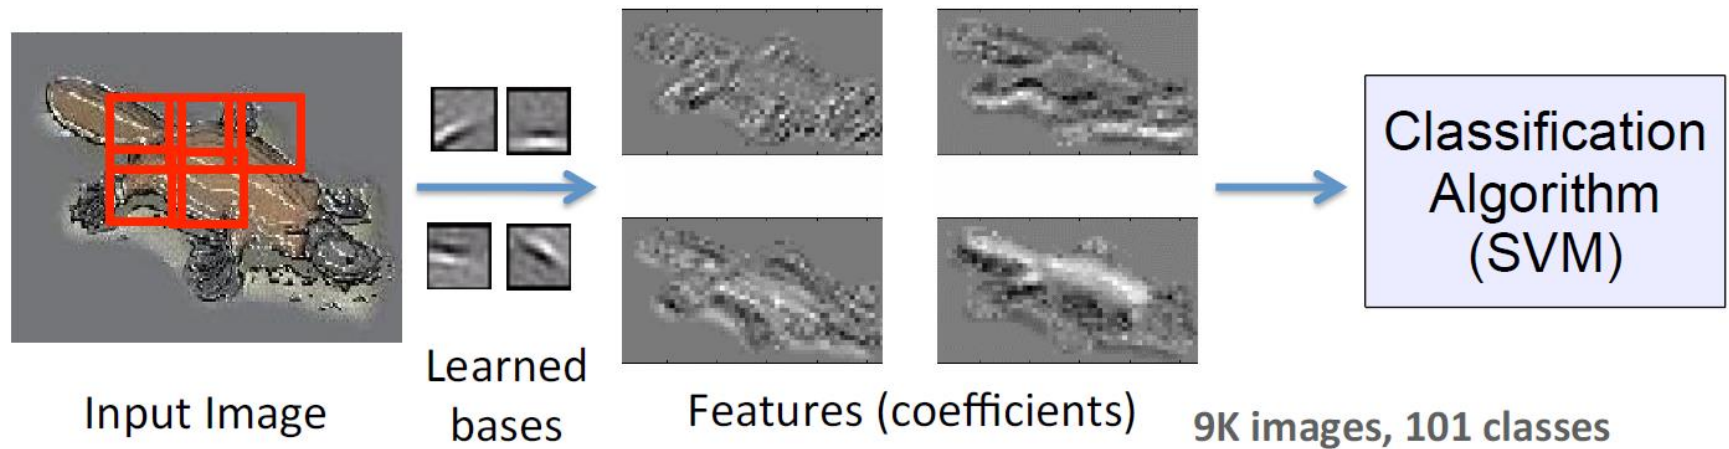 Input Image
Learned
bases
Features (coefficients)
Classification
Algorithm
(SVM)
9K images, 101 classes